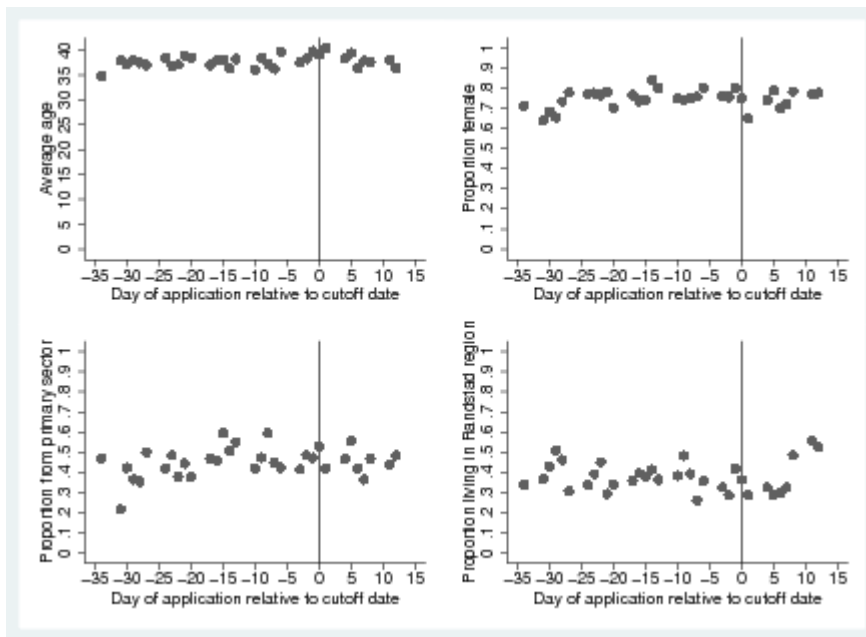 Average age
0 5 10 15 20 25 30 35 40
−35 −30 −25 −20 −15 −10 −5 0 5 10 15
Day of application relative to cutoff date
Proportion female
0 .1 .2 .3 .4 .5 .6 .7 .8 .9 1
−35 −30 −25 −20 −15 −10 −5 0 5 10 15
Day of application relative to cutoff date
Proportion from primary sector
0 .1 .2 .3 .4 .5 .6 .7 .8 .9 1
−35 −30 −25 −20 −15 −10 −5 0 5 10 15
Day of application relative to cutoff date
Proportion living in Randstad region
0 .1 .2 .3 .4 .5 .6 .7 .8 .9 1
−35 −30 −25 −20 −15 −10 −5 0 5 10 15
Day of application relative to cutoff date